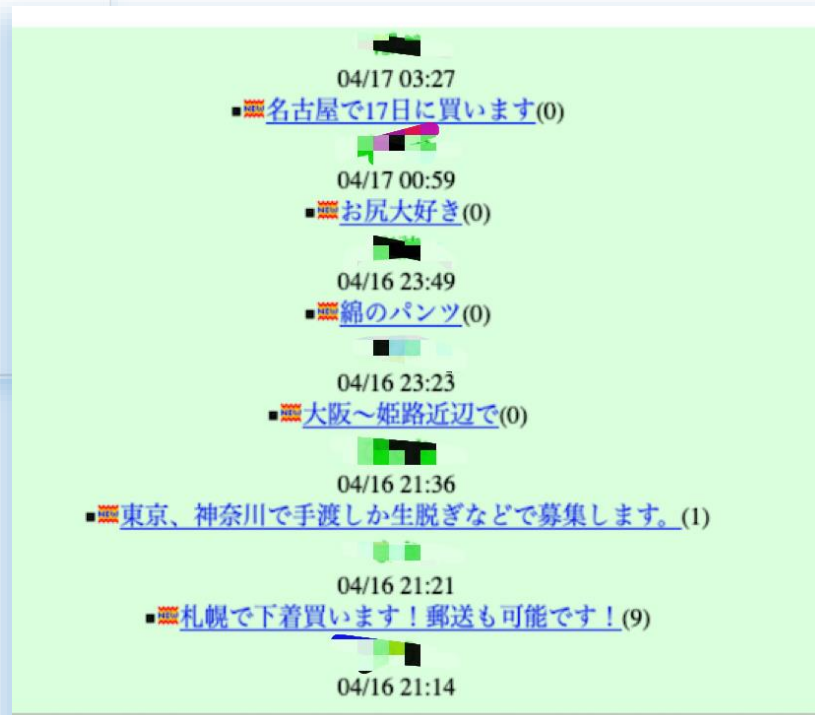 04/17 03:27
■NEW名古屋で17日に買います(0)
04/17 00:59
■NEWお尻大好き(0)
04/16 23:49
■NEW綿のパンツ(0)
04/16 23:23
■NEW大阪～姫路近辺で(0)
04/16 21:36
■NEW東京、神奈川で手渡しか生脱ぎなどで募集します。(1)
04/16 21:21
■NEW札幌で下着買います！郵送も可能です！(9)
04/16 21:14